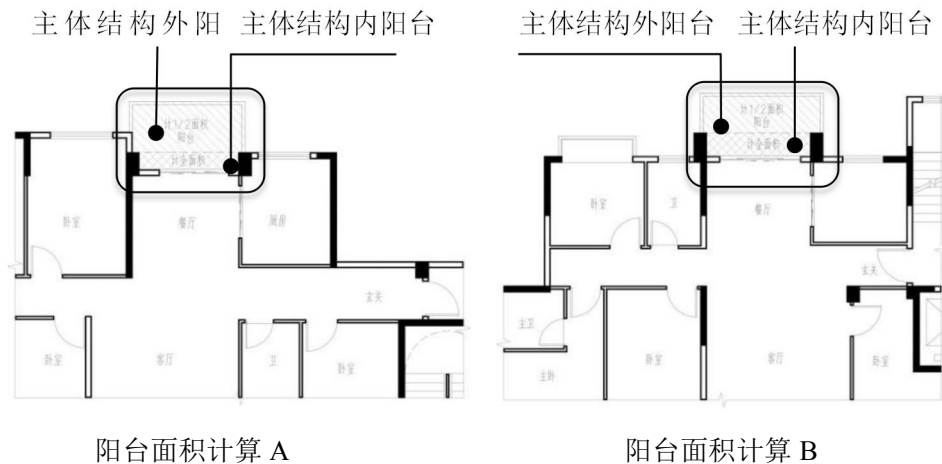 主体结构外阳 主体结构内阳台
主体结构外阳台 主体结构内阳台
计1/2面积
阳台
计全面积
卧室
餐厅
厨房
玄关
卧室
客厅
卫
卧室
计1/2面积
阳台
计全面积
卧室
卫
餐厅
玄关
主卫
主卧
卧室
客厅
卧室
阳台面积计算 A
阳台面积计算 B